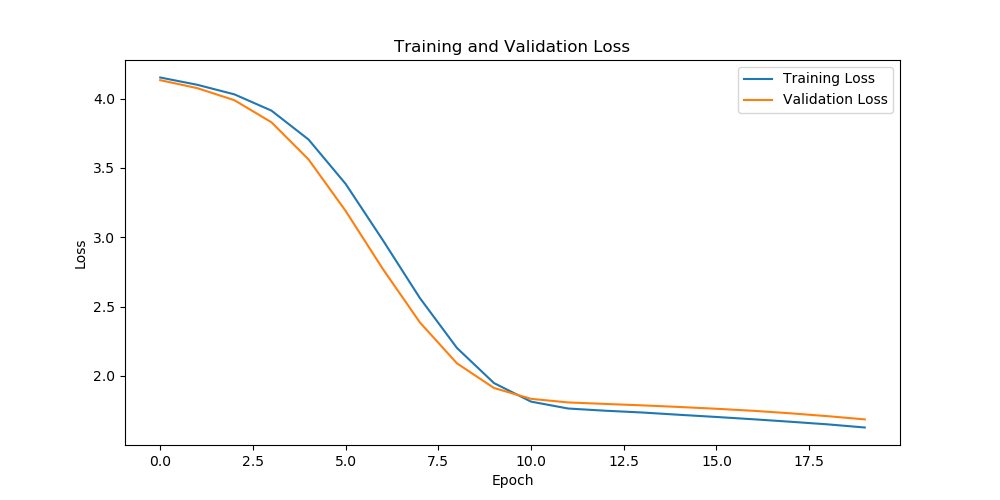 Training and Validation Loss
Training Loss
Validation Loss
4.0
3.5
3.0
2.5
2.0
Loss
0.0 2.5 5.0 7.5 10.0 12.5 15.0 17.5
Epoch